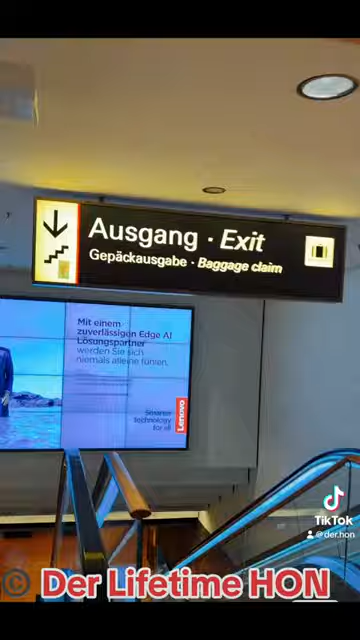 Ausgang · Exit
Gepäckausgabe · Baggage claim
Mit einem
zuverlässigen Edge AI
Lösungspartner
werden Sie sich
niemals alleine fühlen.
Smarter
technology
for all
Lenovo
TikTok
@der.hon
© Der Lifetime HON